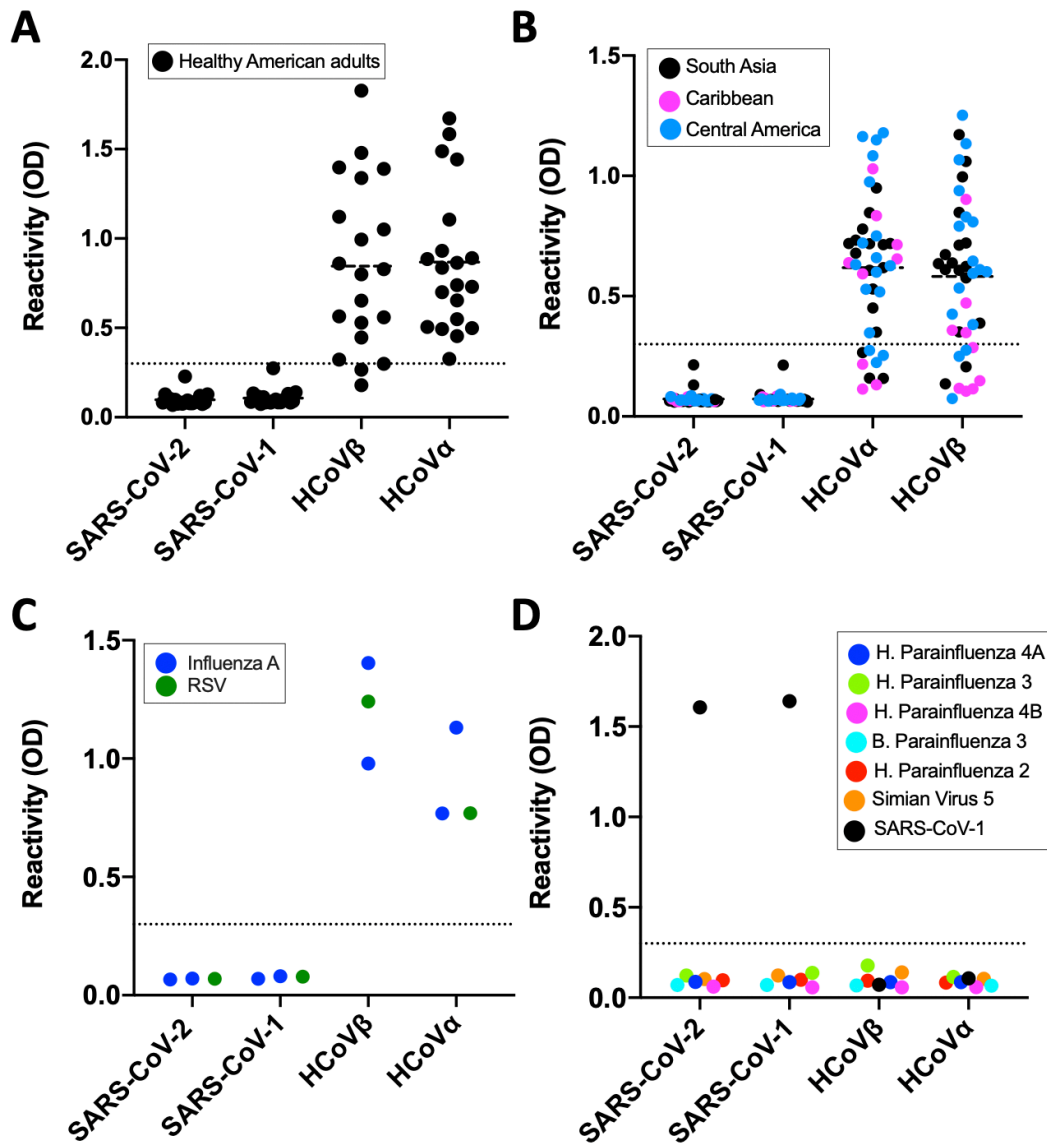 A
Healthy American adults
Reactivity (OD)
2.0
1.5
1.0
0.5
0.0
SARS-CoV-2
SARS-CoV-1
HCoVβ
HCoVα
B
South Asia
Caribbean
Central America
Reactivity (OD)
1.5
1.0
0.5
0.0
SARS-CoV-2
SARS-CoV-1
HCoVα
HCoVβ
C
Influenza A
RSV
Reactivity (OD)
1.5
1.0
0.5
0.0
SARS-CoV-2
SARS-CoV-1
HCoVβ
HCoVα
D
H. Parainfluenza 4A
H. Parainfluenza 3
H. Parainfluenza 4B
B. Parainfluenza 3
H. Parainfluenza 2
Simian Virus 5
SARS-CoV-1
Reactivity (OD)
2.0
1.5
1.0
0.5
0.0
SARS-CoV-2
SARS-CoV-1
HCoVβ
HCoVα